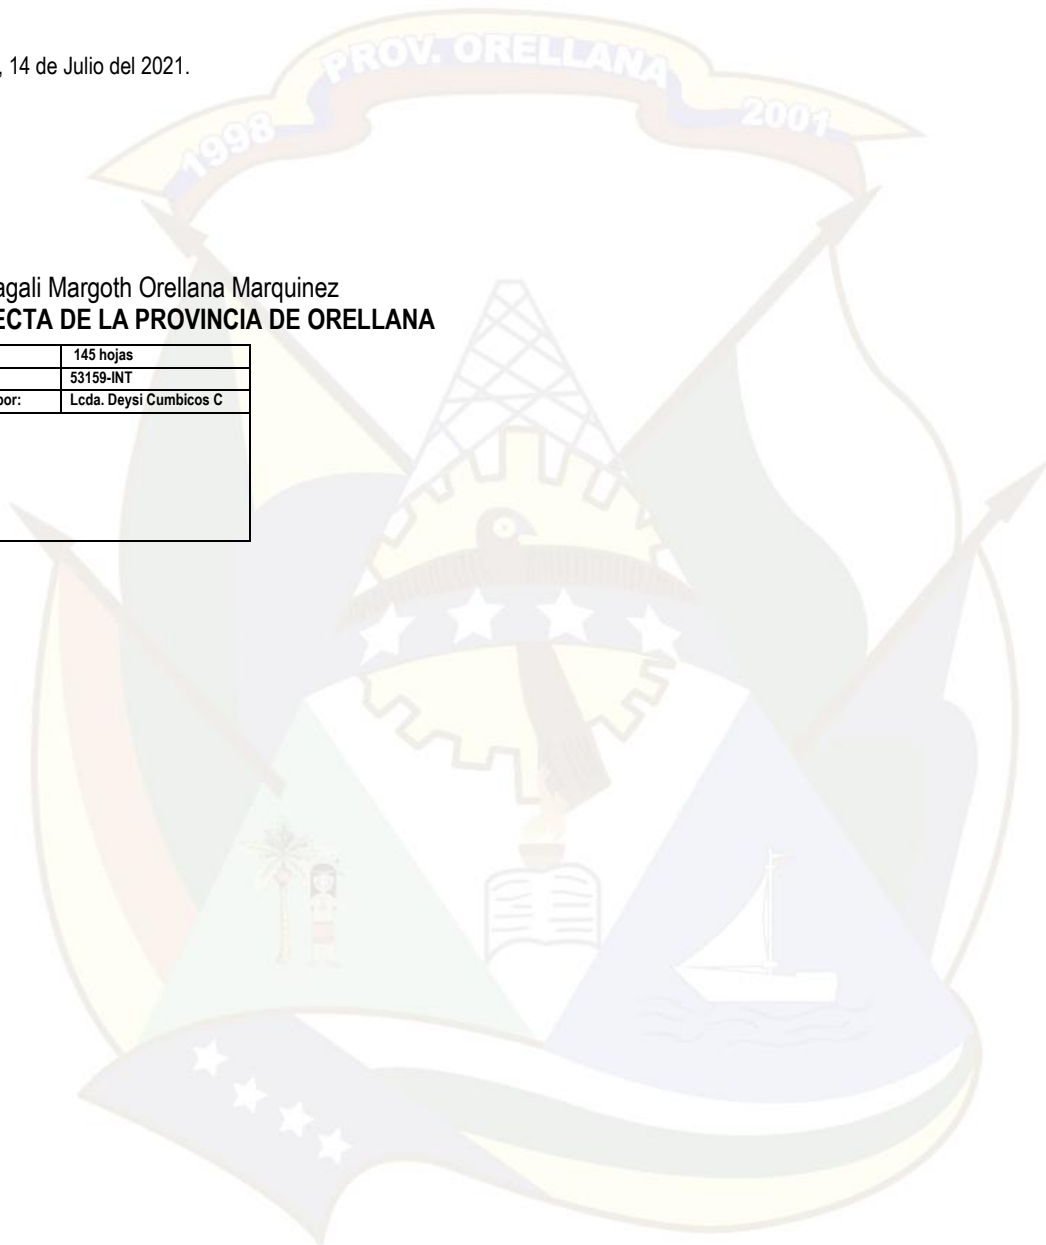 PROV. ORELLANA
1998
2001
, 14 de Julio del 2021.
agali Margoth Orellana Marquinez
ECTA DE LA PROVINCIA DE ORELLANA
145 hojas
53159-INT
por: Lcda. Deysi Cumbicos C